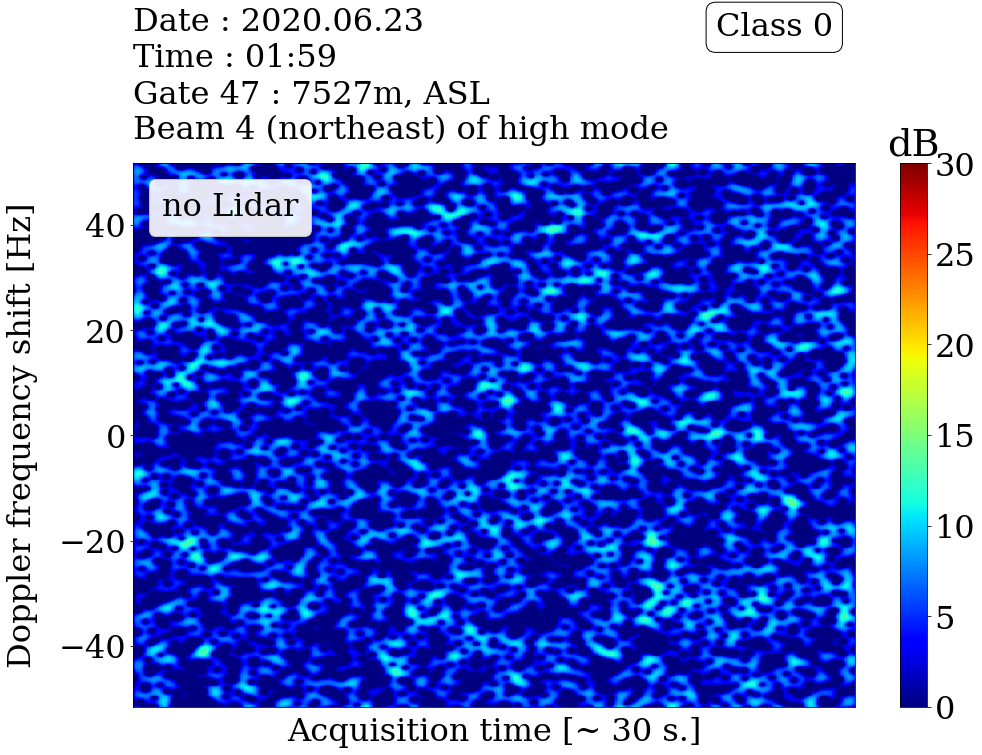 Date : 2020.06.23
Time : 01:59
Gate 47 : 7527m, ASL
Beam 4 (northeast) of high mode
Class 0
dB
no Lidar
Doppler frequency shift [Hz]
40
20
0
−20
−40
Acquisition time [~ 30 s.]
30
25
20
15
10
5
0